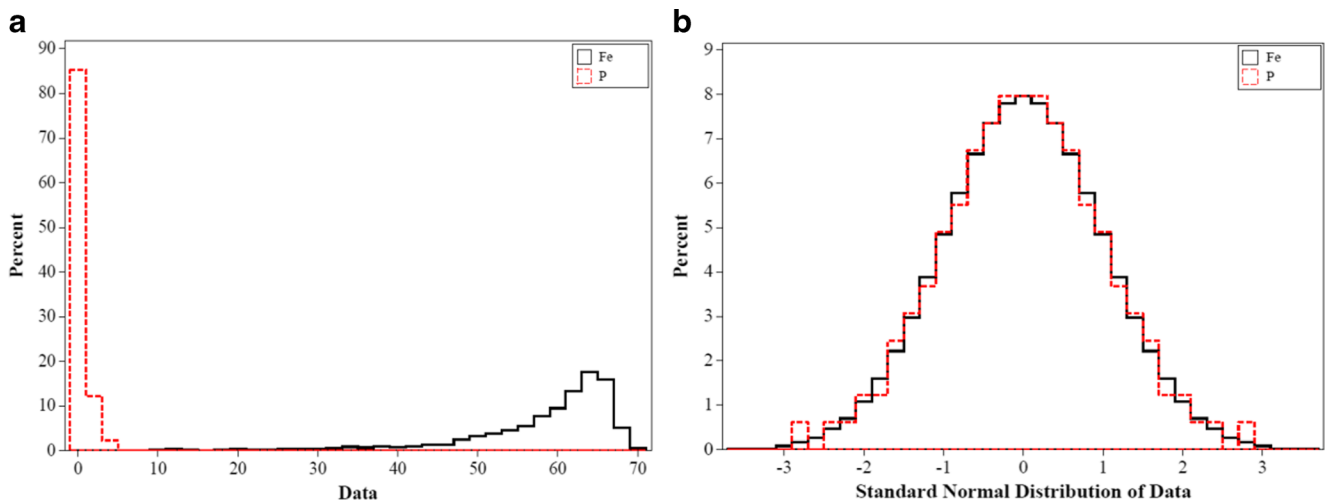 a
90
80
70
60
50
40
30
20
10
0
Percent
Fe
P
0 10 20 30 40 50 60 70
Data
b
9
8
7
6
5
4
3
2
1
0
Percent
Fe
P
-3 -2 -1 0 1 2 3
Standard Normal Distribution of Data